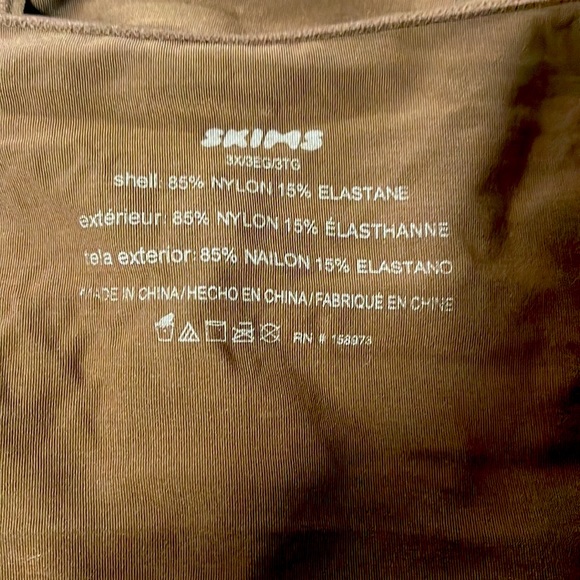 SKIMS
3X/3EG/3TG
shell: 85% NYLON 15% ELASTANE
extérieur: 85% NYLON 15% ÉLASTHANNE
tela exterior: 85% NAILON 15% ELASTANO
MADE IN CHINA/HECHO EN CHINA/FABRIQUÉ EN CHINE
RN # 158973